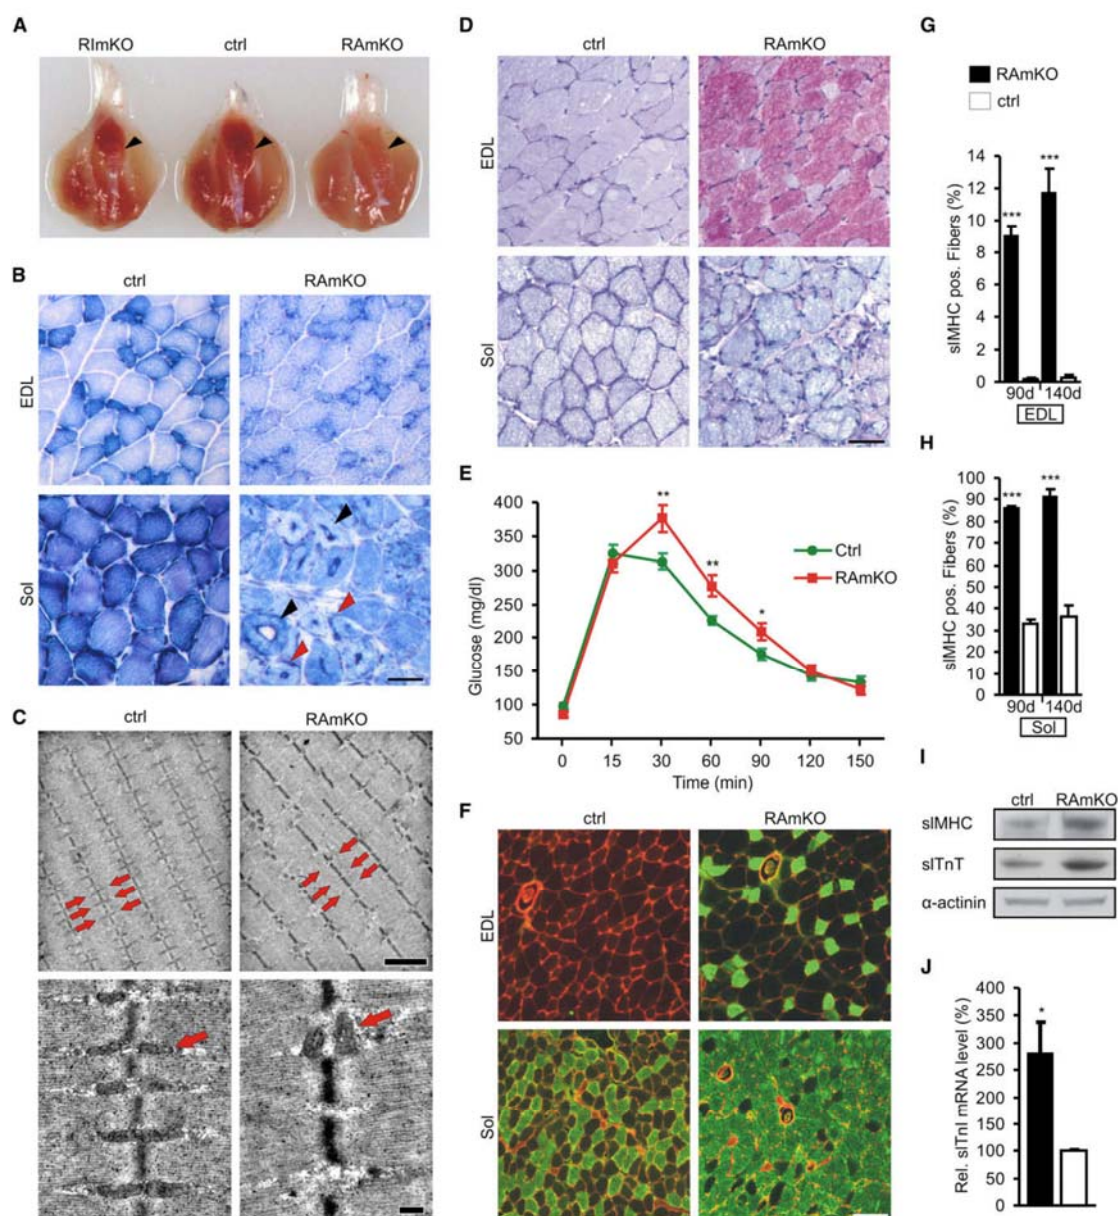 A
RImKO ctrl RAmKO
B
ctrl RAmKO
EDL
Sol
C
ctrl RAmKO
D
ctrl RAmKO
EDL
Sol
E
Glucose (mg/dl)
400
350
300
250
200
150
100
50
** ** *
Ctrl
RAmKO
0 15 30 60 90 120 150
Time (min)
F
ctrl RAmKO
EDL
Sol
G
RAmKO
ctrl
slMHC pos. Fibers (%)
14
12
10
8
6
4
2
0
*** ***
90d 140d
EDL
H
slMHC pos. Fibers (%)
100
90
80
70
60
50
40
30
20
10
0
*** ***
90d 140d
Sol
I
ctrl RAmKO
slMHC
slTnT
α-actinin
J
Rel. slTnI mRNA level (%)
400
350
300
250
200
150
100
50
0
*